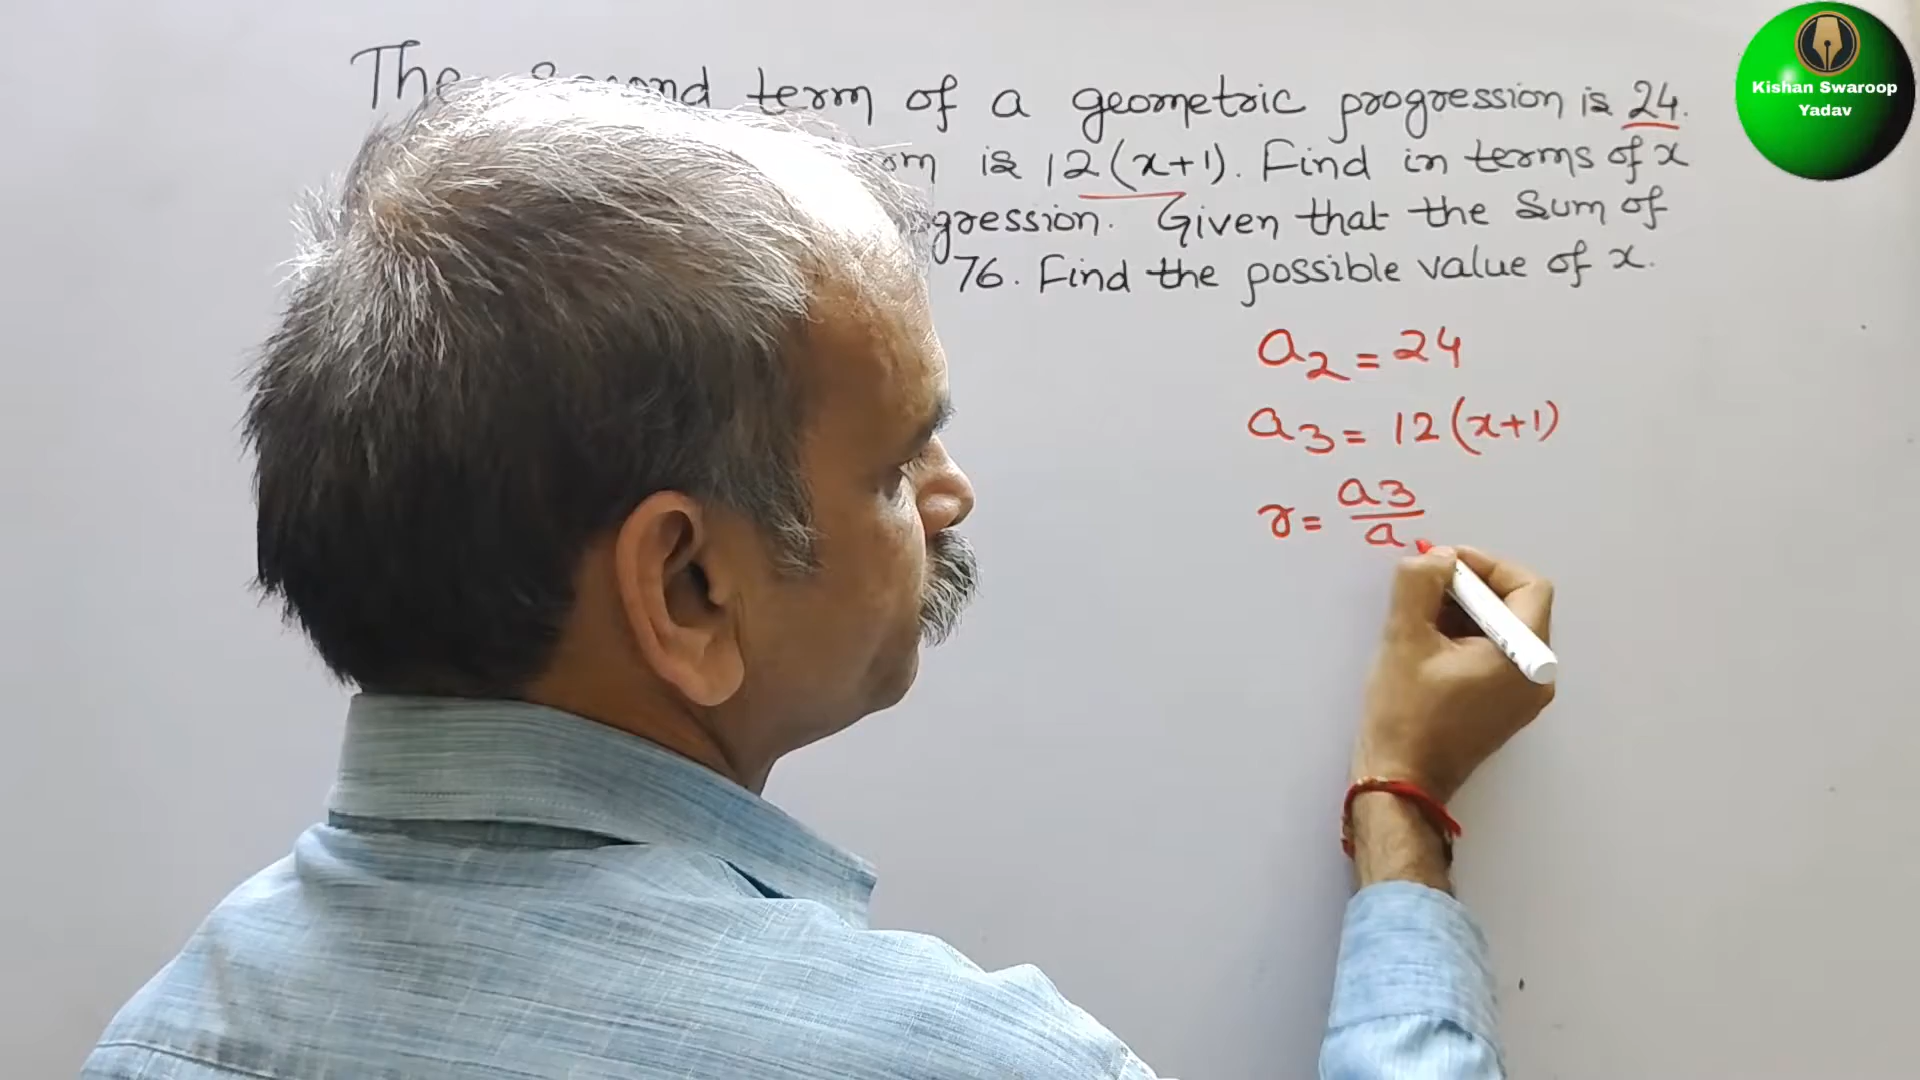 The second term of a geometric progression is 24.
is 12(x+1). Find in terms of x
gression. Given that the Sum of
76. Find the possible value of x.
a2 = 24
a3 = 12(x+1)
r = a3/a
Kishan Swaroop
Yadav